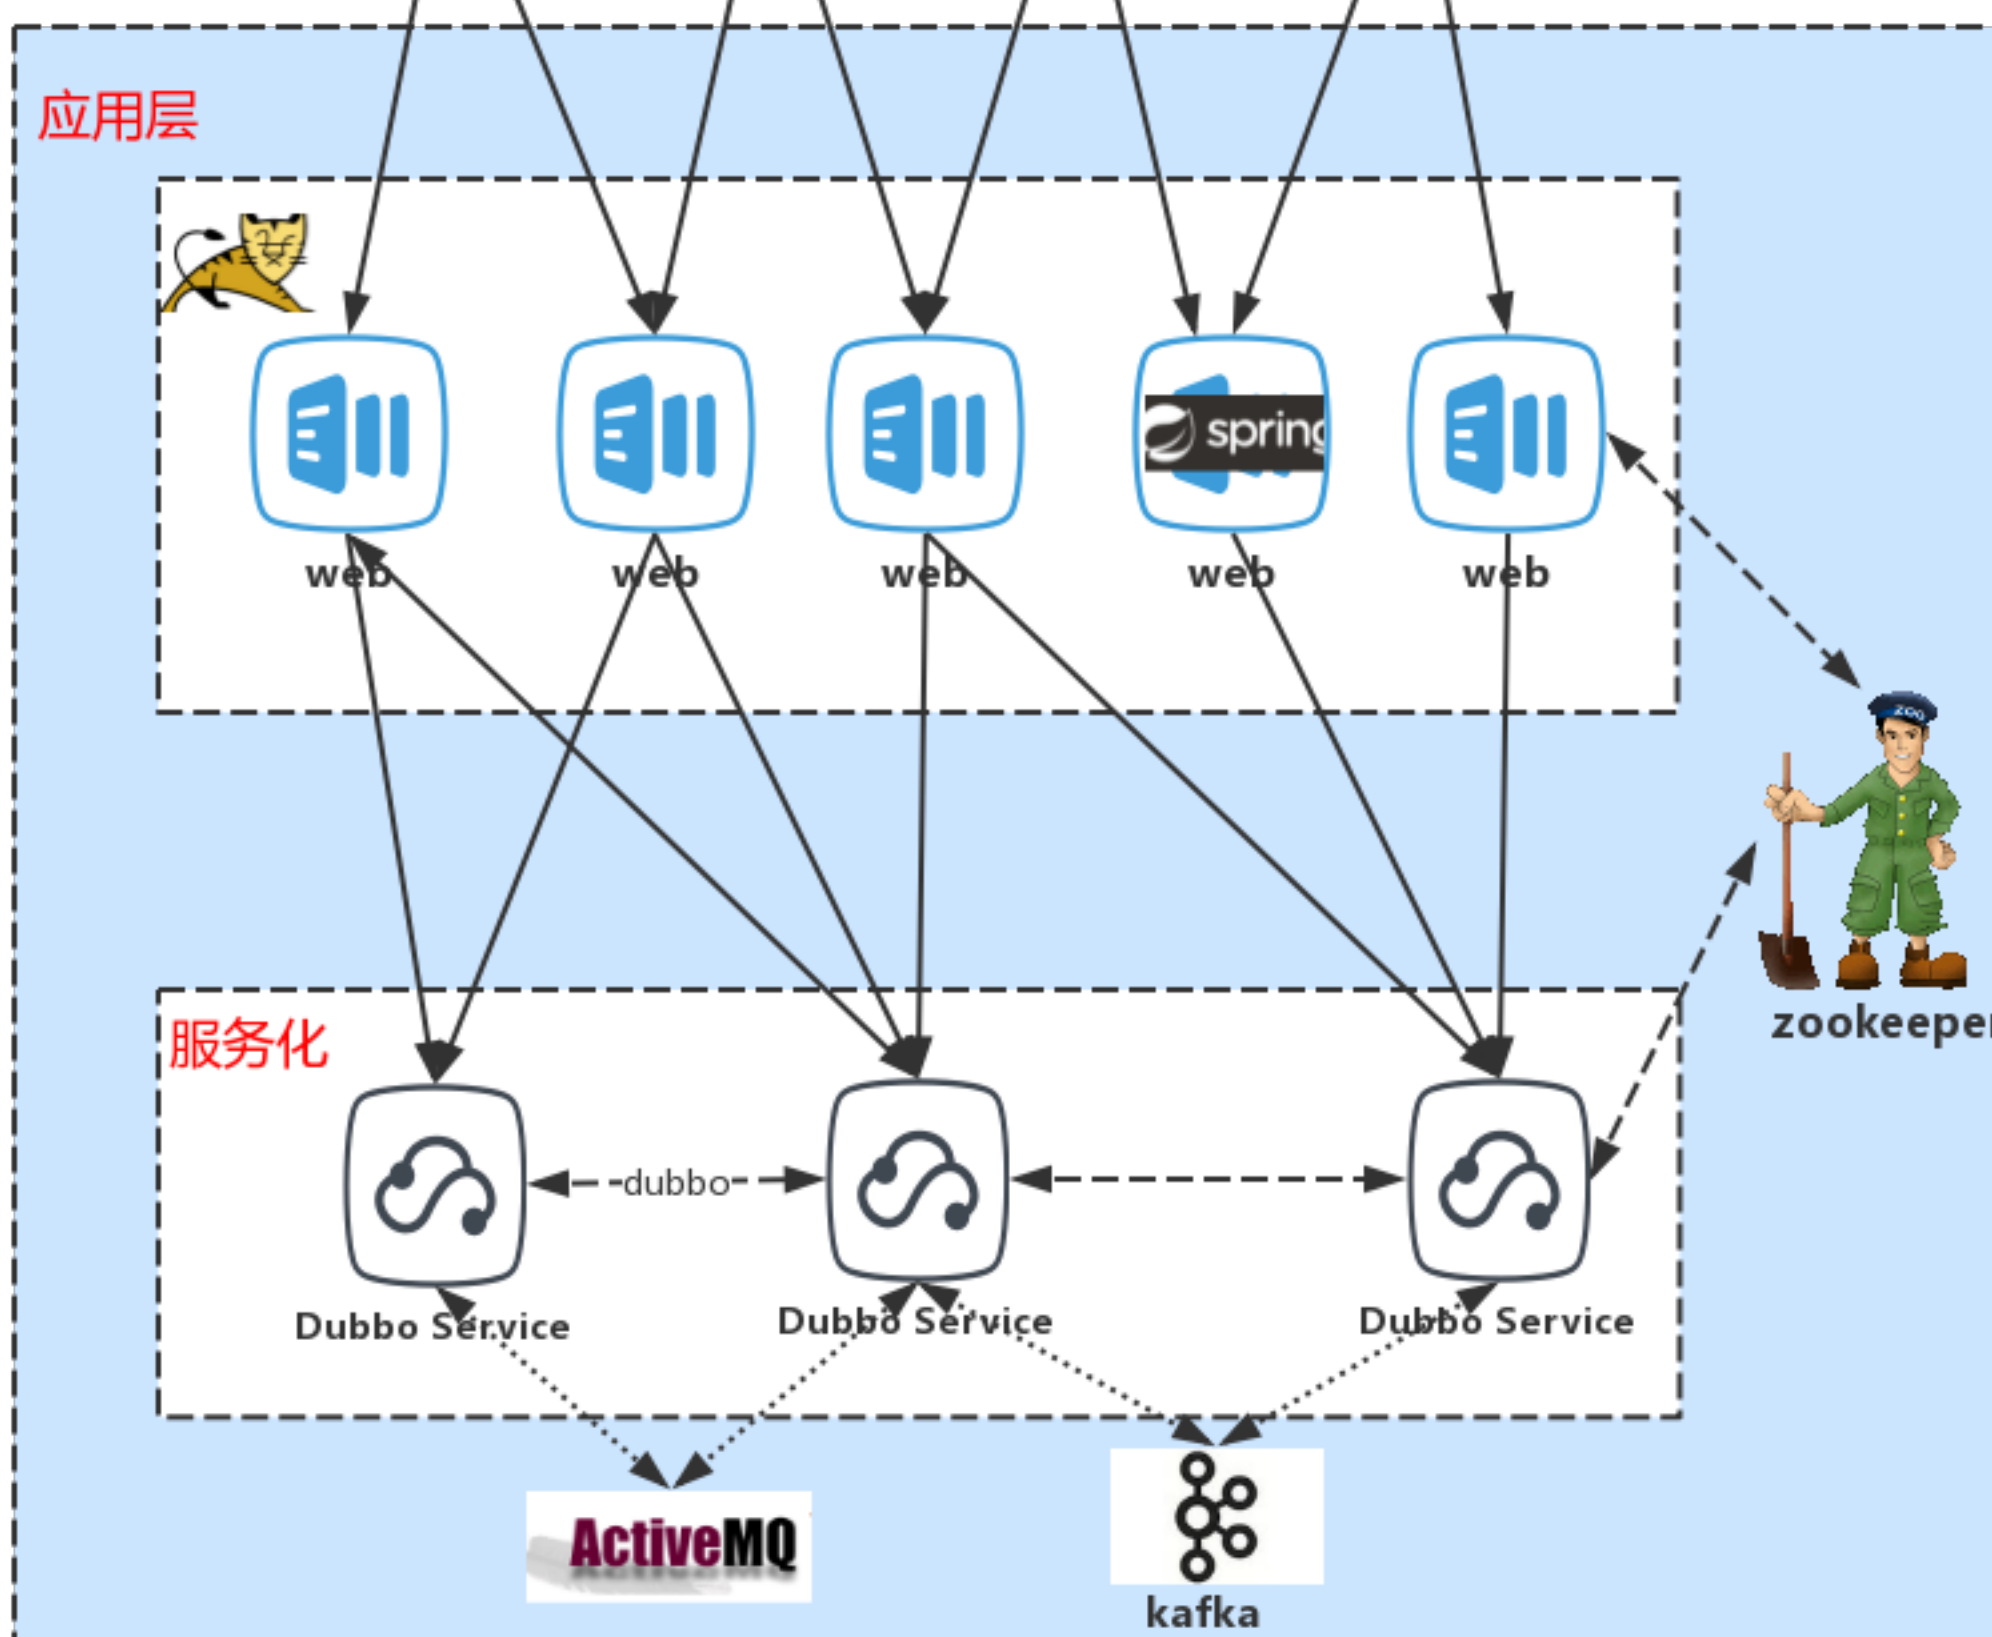 应用层
spring
web
web
web
web
web
zoo
zookeeper
服务化
dubbo
Dubbo Service
Dubbo Service
Dubbo Service
ActiveMQ
kafka